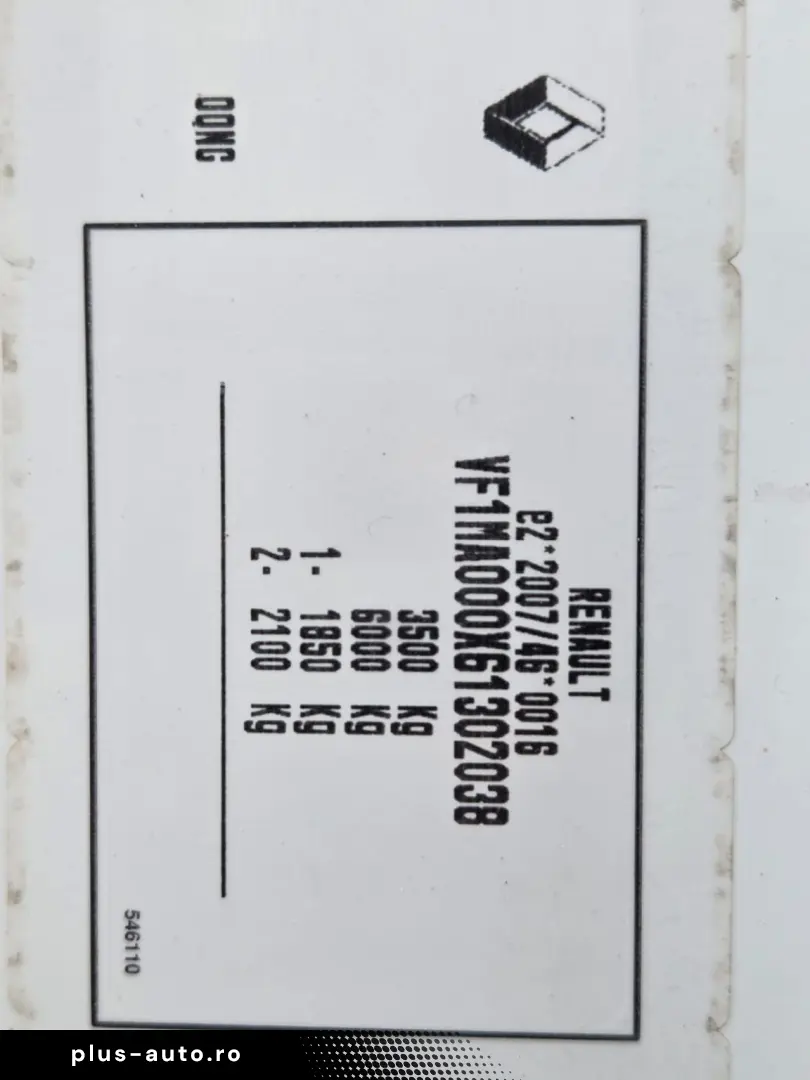 RENAULT
e2*2007/46*0016
VF1MA000X61302038
3500 Kg
6000 Kg
1- 1850 Kg
2- 2100 Kg
DQNG
546110
plus-auto.ro